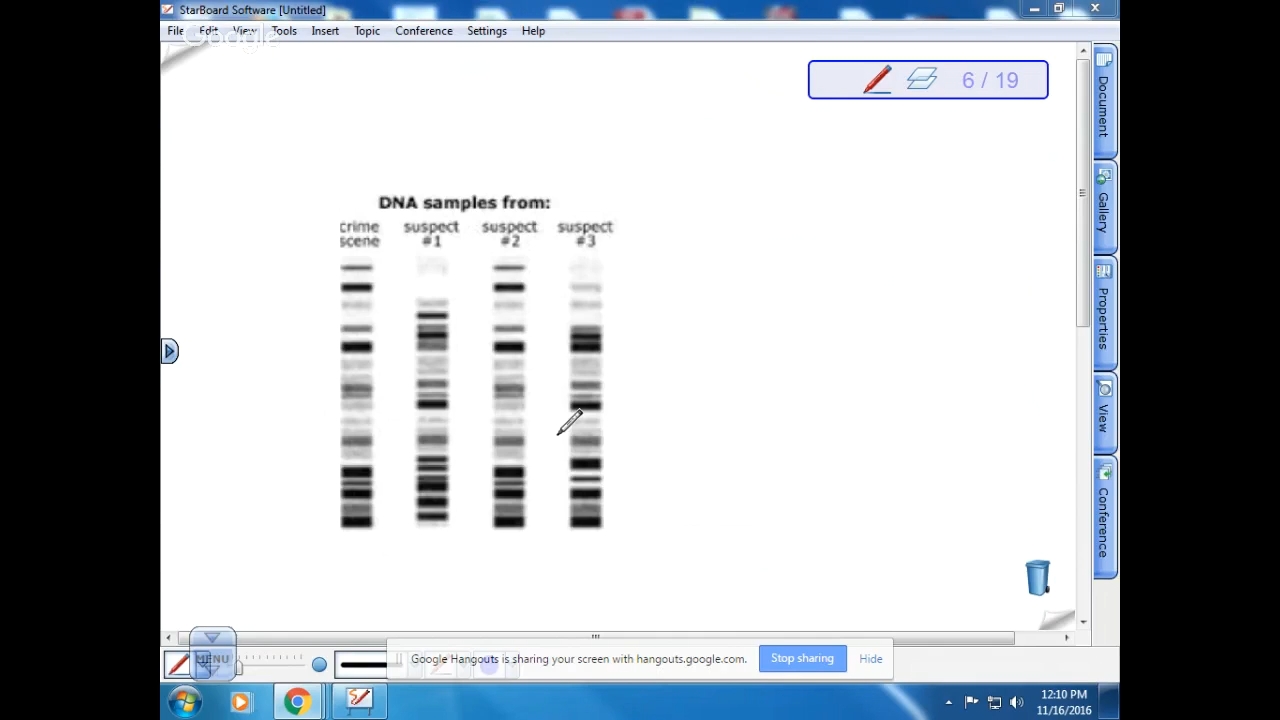 StarBoard Software [Untitled]
File Edit View Tools Insert Topic Conference Settings Help
Google
6 / 19
Document
Gallery
Properties
View
Conference
DNA samples from:
crime scene suspect #1 suspect #2 suspect #3
MENU
Google Hangouts is sharing your screen with hangouts.google.com. Stop sharing Hide
12:10 PM
11/16/2016